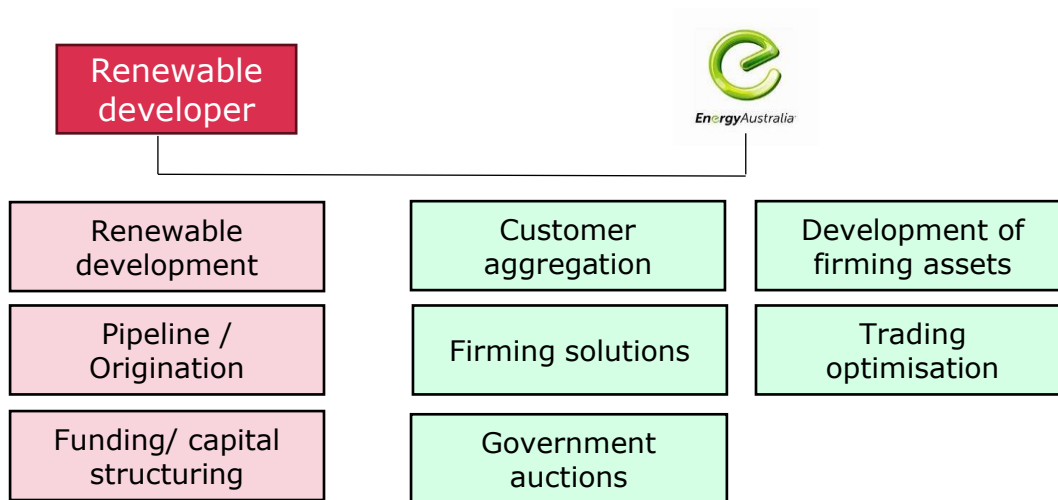 Renewable
developer
EnergyAustralia
Renewable
development
Customer
aggregation
Development of
firming assets
Pipeline /
Origination
Firming solutions
Trading
optimisation
Funding/ capital
structuring
Government
auctions